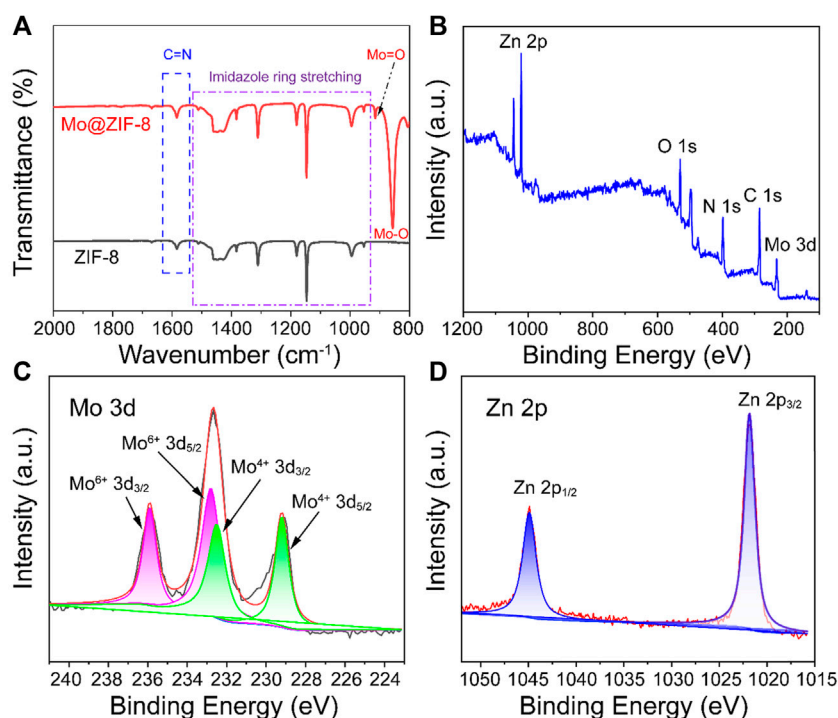 A
C=N
Mo=O
Imidazole ring stretching
Mo@ZIF-8
Mo-O
ZIF-8
Transmittance (%)
2000 1800 1600 1400 1200 1000 800
Wavenumber (cm⁻¹)
B
Zn 2p
O 1s
N 1s
C 1s
Mo 3d
Intensity (a.u.)
1200 1000 800 600 400 200
Binding Energy (eV)
C
Mo 3d
Mo⁶⁺ 3d₅/₂
Mo⁶⁺ 3d₃/₂
Mo⁴⁺ 3d₃/₂
Mo⁴⁺ 3d₅/₂
Intensity (a.u.)
240 238 236 234 232 229 228 226 224
Binding Energy (eV)
D
Zn 2p
Zn 2p₃/₂
Zn 2p₁/₂
Intensity (a.u.)
1050 1045 1040 1035 1030 1025 1020 1015
Binding Energy (eV)